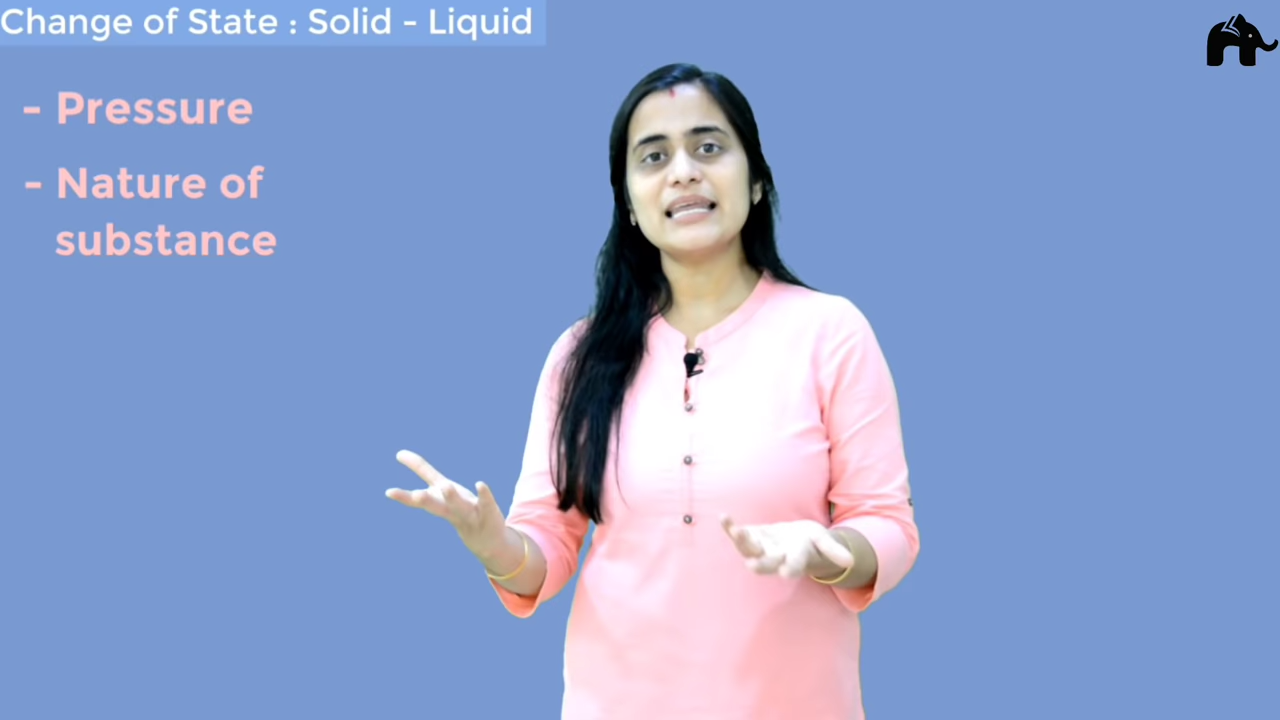 Change of State : Solid - Liquid
- Pressure
- Nature of
substance